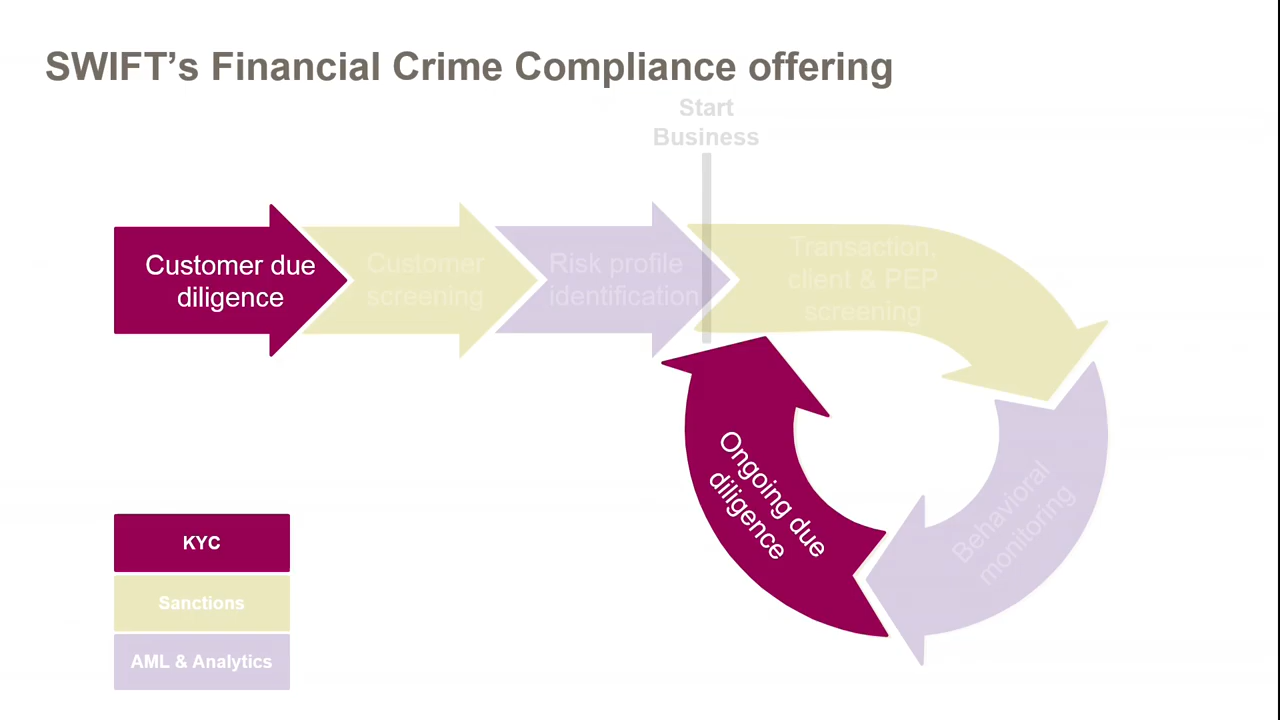 SWIFT’s Financial Crime Compliance offering
Start
Business
Customer due
diligence
Customer
screening
Risk profile
identification
Transaction,
client & PEP
screening
Behavioral
monitoring
Ongoing due
diligence
KYC
Sanctions
AML & Analytics